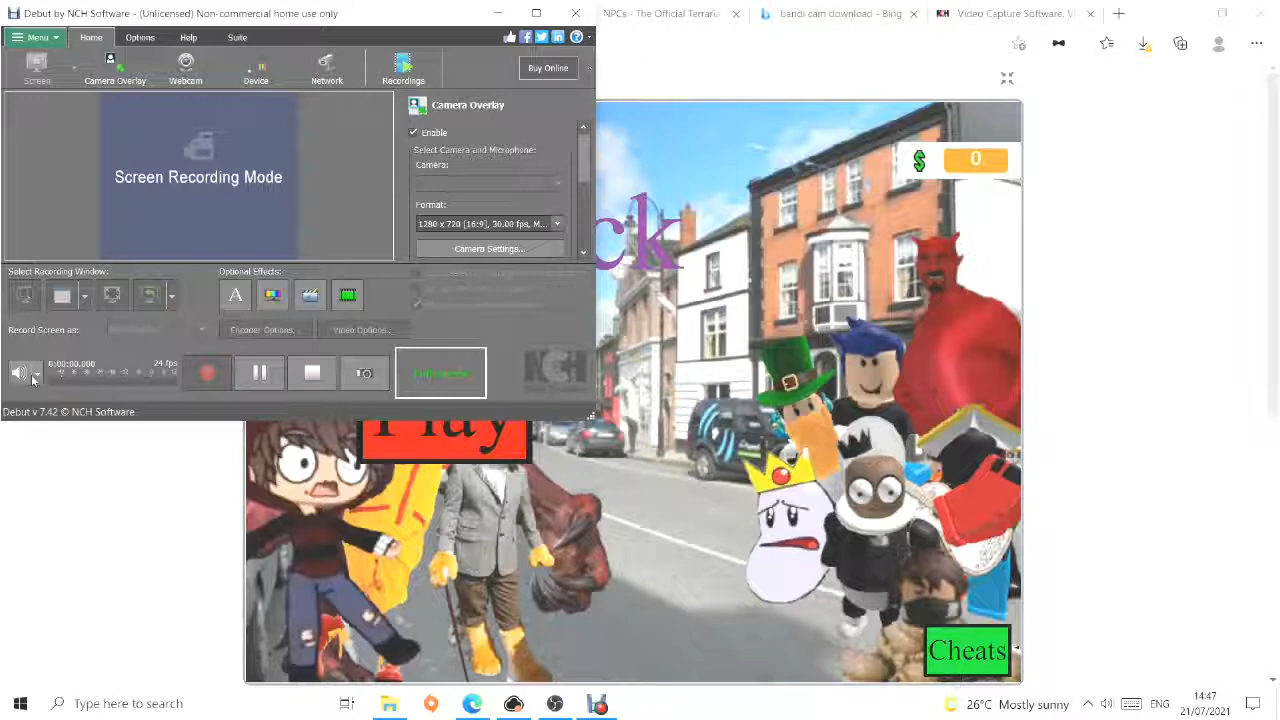 Debut by NCH Software - (Unlicensed) Non-commercial home use only
NPCs - The Official Terraria
bandi cam download - Bing
Video Capture Software. V
Menu
Home
Options
Help
Suite
Screen
Camera Overlay
Webcam
Device
Network
Recordings
Buy Online
Screen Recording Mode
Camera Overlay
Enable
Select Camera and Microphone:
Camera:
Format:
1280 x 720 [16:9], 30.00 fps, M...
Camera Settings...
Select Recording Window:
Optional Effects:
A
Record Screen as:
Encoder Options...
Video Options...
0:00:00.000
24 fps
NCH
Debut v 7.42 © NCH Software
ck
$ 0
Play
Cheats
Type here to search
26°C Mostly sunny
ENG
14:47
21/07/2021